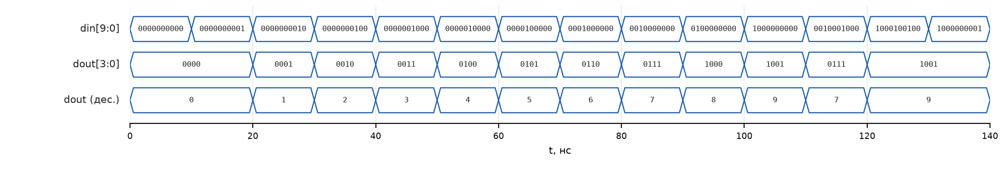 din[9:0] 0000000000 0000000001 0000000010 0000000100 0000001000 0000010000 0000100000 0001000000 0010000000 0100000000 1000000000 0010001000 1000100100 1000000001
dout[3:0] 0000 0001 0010 0011 0100 0101 0110 0111 1000 1001 0111 1001
dout (дес.) 0 1 2 3 4 5 6 7 8 9 7 9
0 20 40 60 80 100 120 140
t, нс